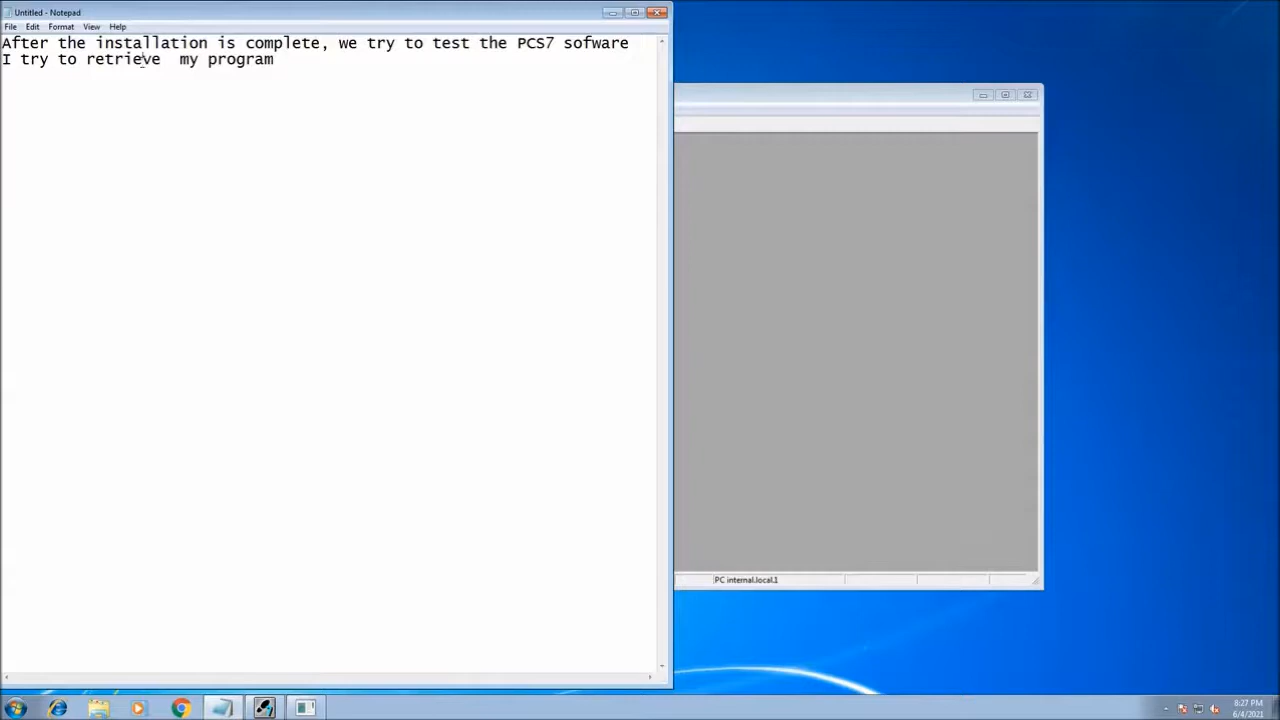 Untitled - Notepad
File Edit Format View Help
After the installation is complete, we try to test the PCS7 sofware
I try to retrieve  my program
PC internal.local.1
8:27 PM
6/4/2021